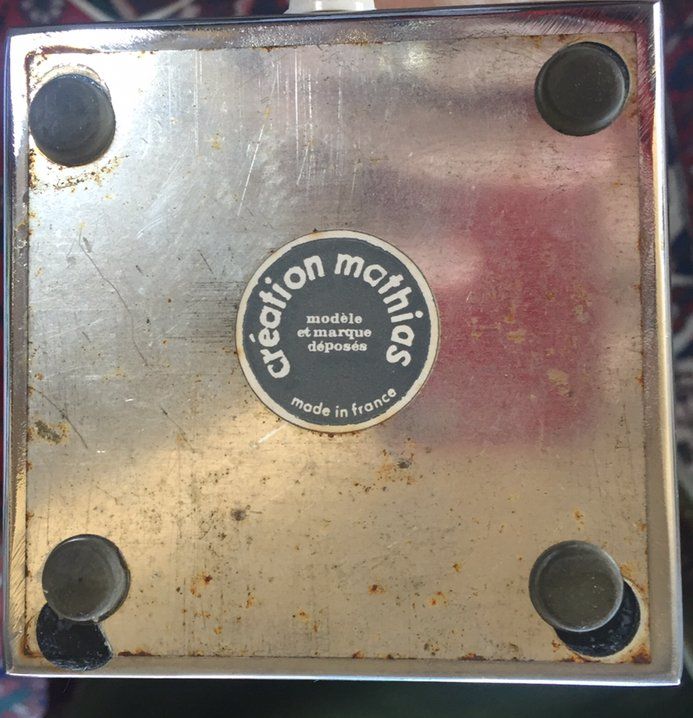 création mathias
modèle
et marque
déposés
made in france